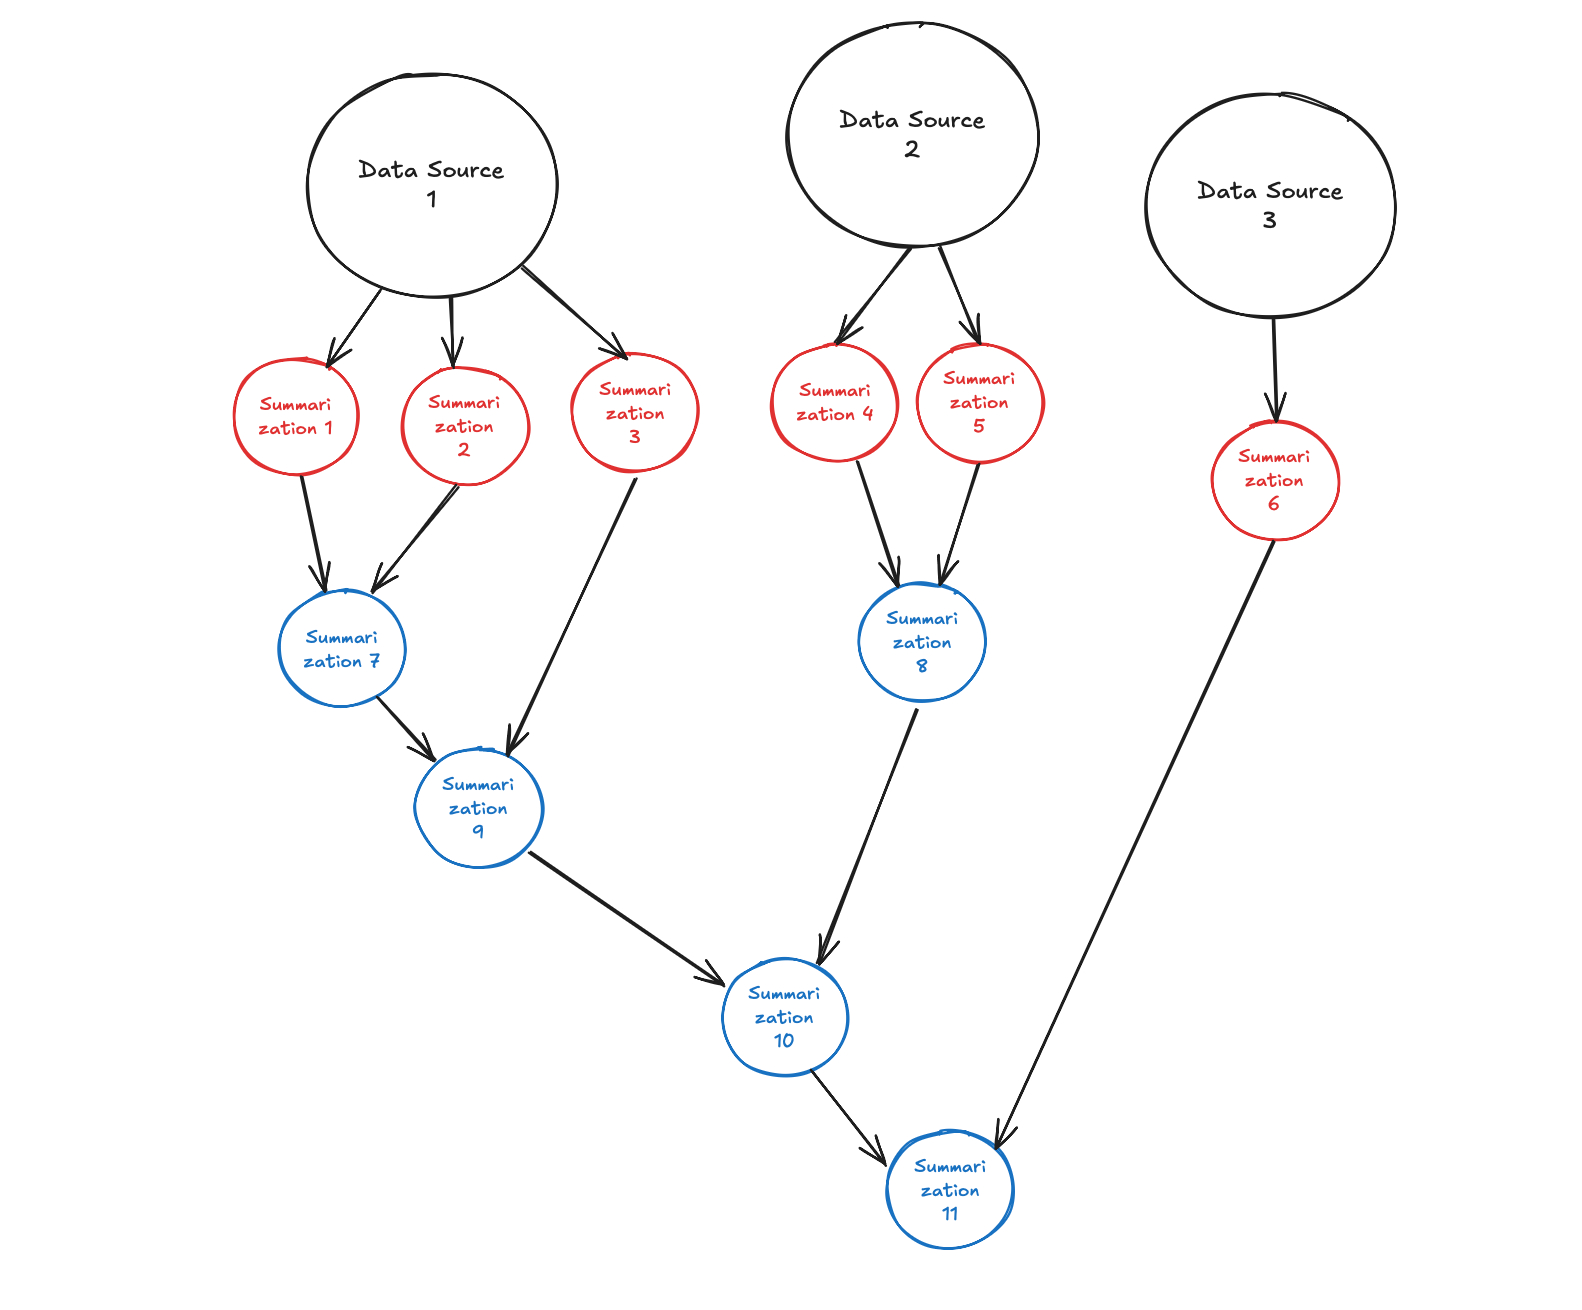 Data Source
1
Data Source
2
Data Source
3
Summari
zation 1
Summari
zation
2
Summari
zation
3
Summari
zation 4
Summari
zation
5
Summari
zation
6
Summari
zation 7
Summari
zation
8
Summari
zation
9
Summari
zation
10
Summari
zation
11